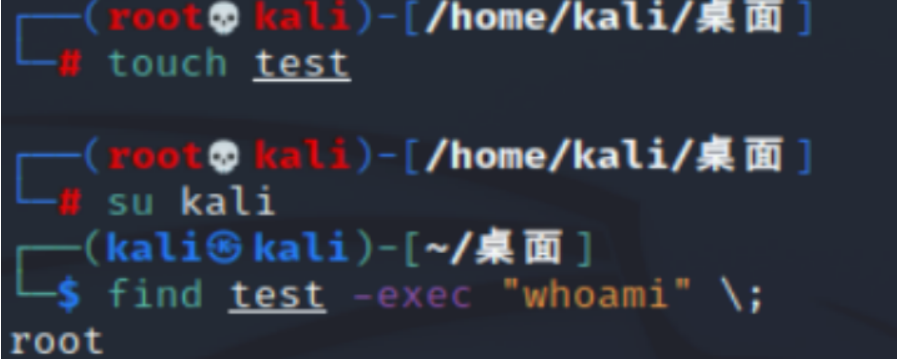 ┌──(root💀kali)-[/home/kali/桌面]
└─# touch test
┌──(root💀kali)-[/home/kali/桌面]
└─# su kali
┌──(kali㉿kali)-[~/桌面]
└─$ find test -exec "whoami" \;
root